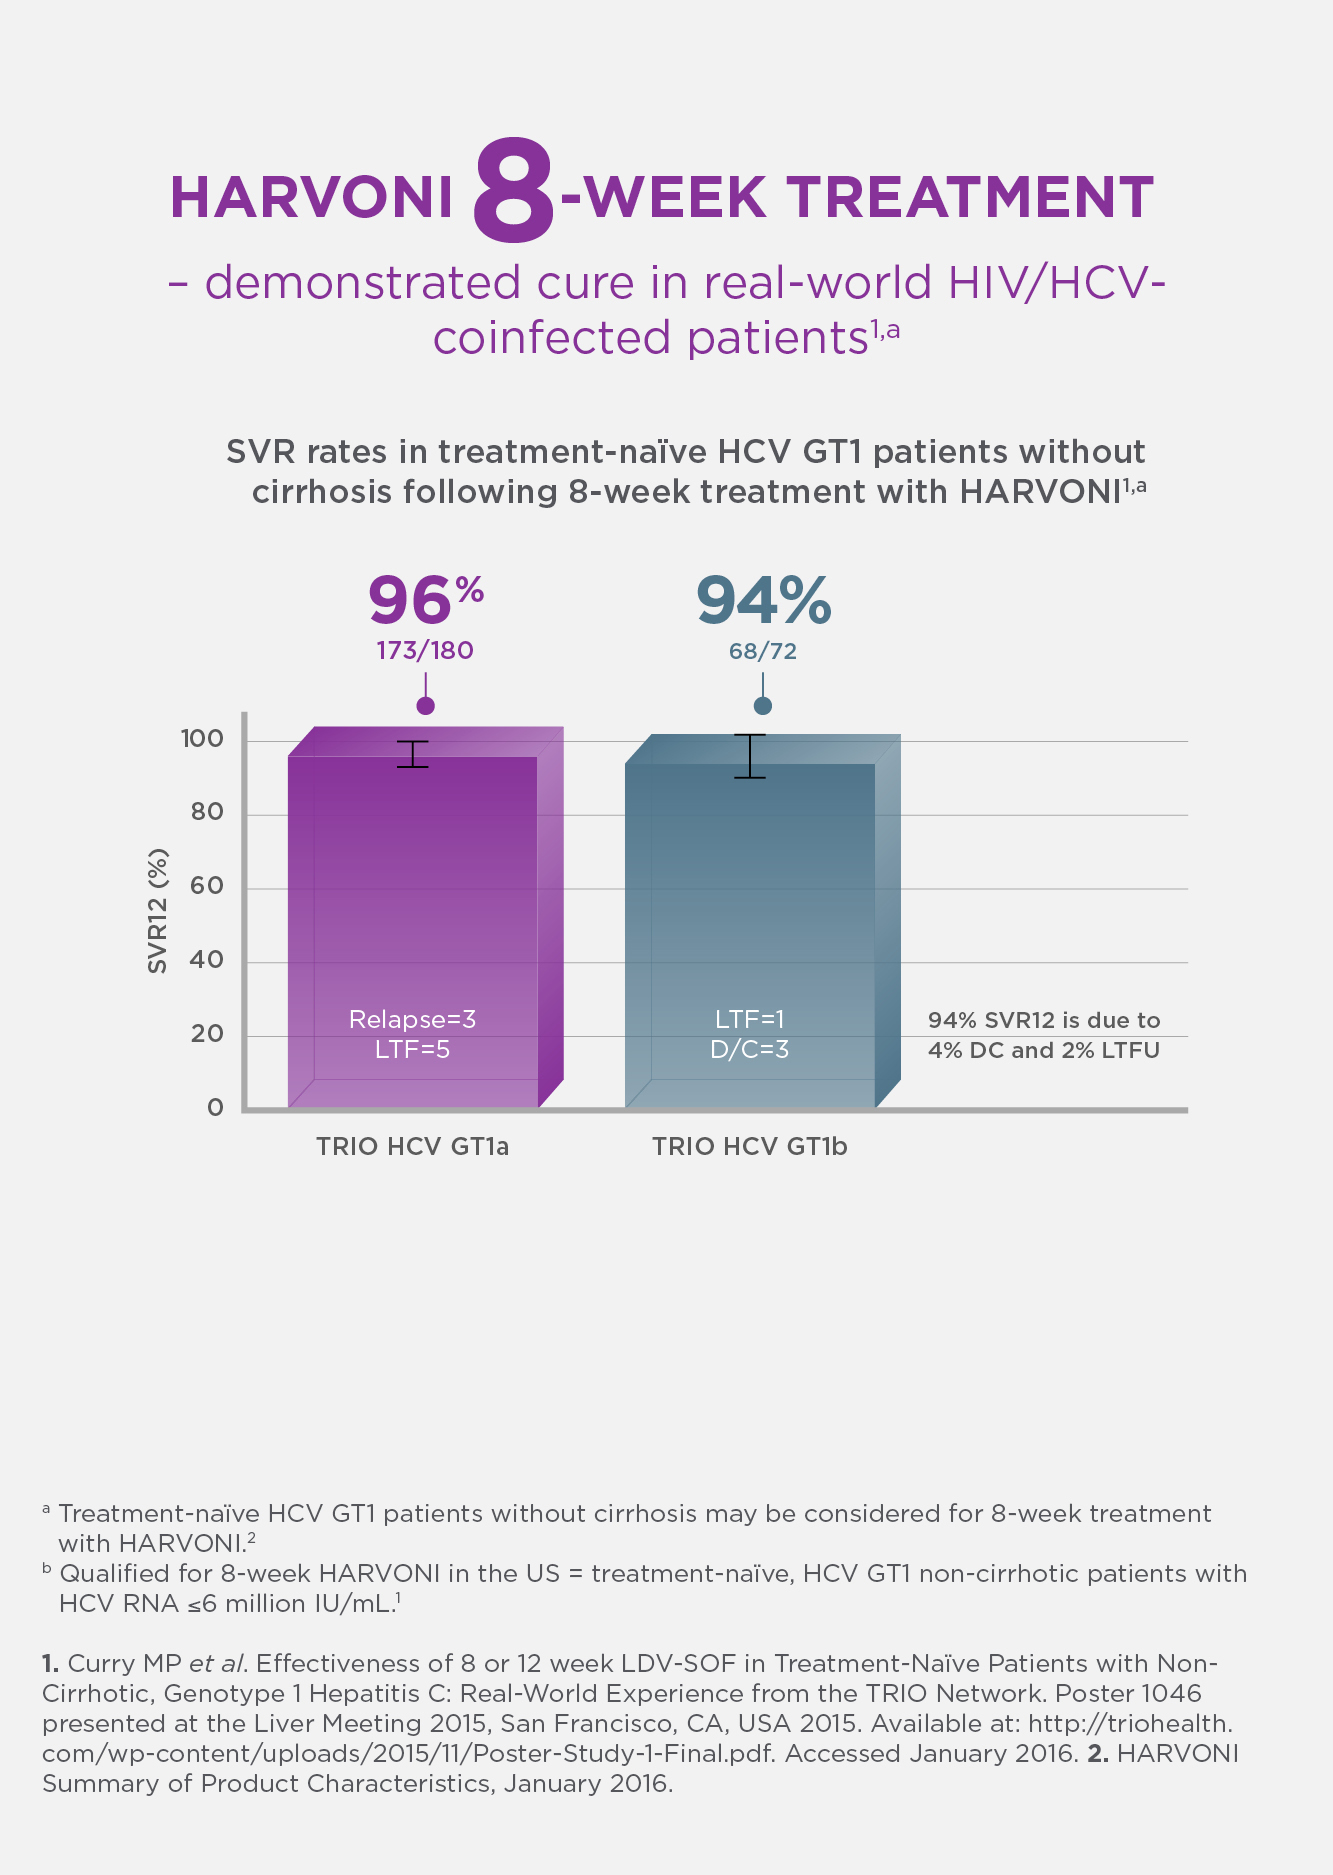 HARVONI 8-WEEK TREATMENT
– demonstrated cure in real-world HIV/HCV-
coinfected patients1,a
SVR rates in treatment-naïve HCV GT1 patients without
cirrhosis following 8-week treatment with HARVONI1,a
96% 94%
173/180 68/72
SVR12 (%)
100
80
60
40
20
0
Relapse=3
LTF=5
LTF=1
D/C=3
94% SVR12 is due to
4% DC and 2% LTFU
TRIO HCV GT1a TRIO HCV GT1b
a Treatment-naïve HCV GT1 patients without cirrhosis may be considered for 8-week treatment
with HARVONI.2
b Qualified for 8-week HARVONI in the US = treatment-naïve, HCV GT1 non-cirrhotic patients with
HCV RNA ≤6 million IU/mL.1
1. Curry MP et al. Effectiveness of 8 or 12 week LDV-SOF in Treatment-Naïve Patients with Non-
Cirrhotic, Genotype 1 Hepatitis C: Real-World Experience from the TRIO Network. Poster 1046
presented at the Liver Meeting 2015, San Francisco, CA, USA 2015. Available at: http://triohealth.
com/wp-content/uploads/2015/11/Poster-Study-1-Final.pdf. Accessed January 2016. 2. HARVONI
Summary of Product Characteristics, January 2016.